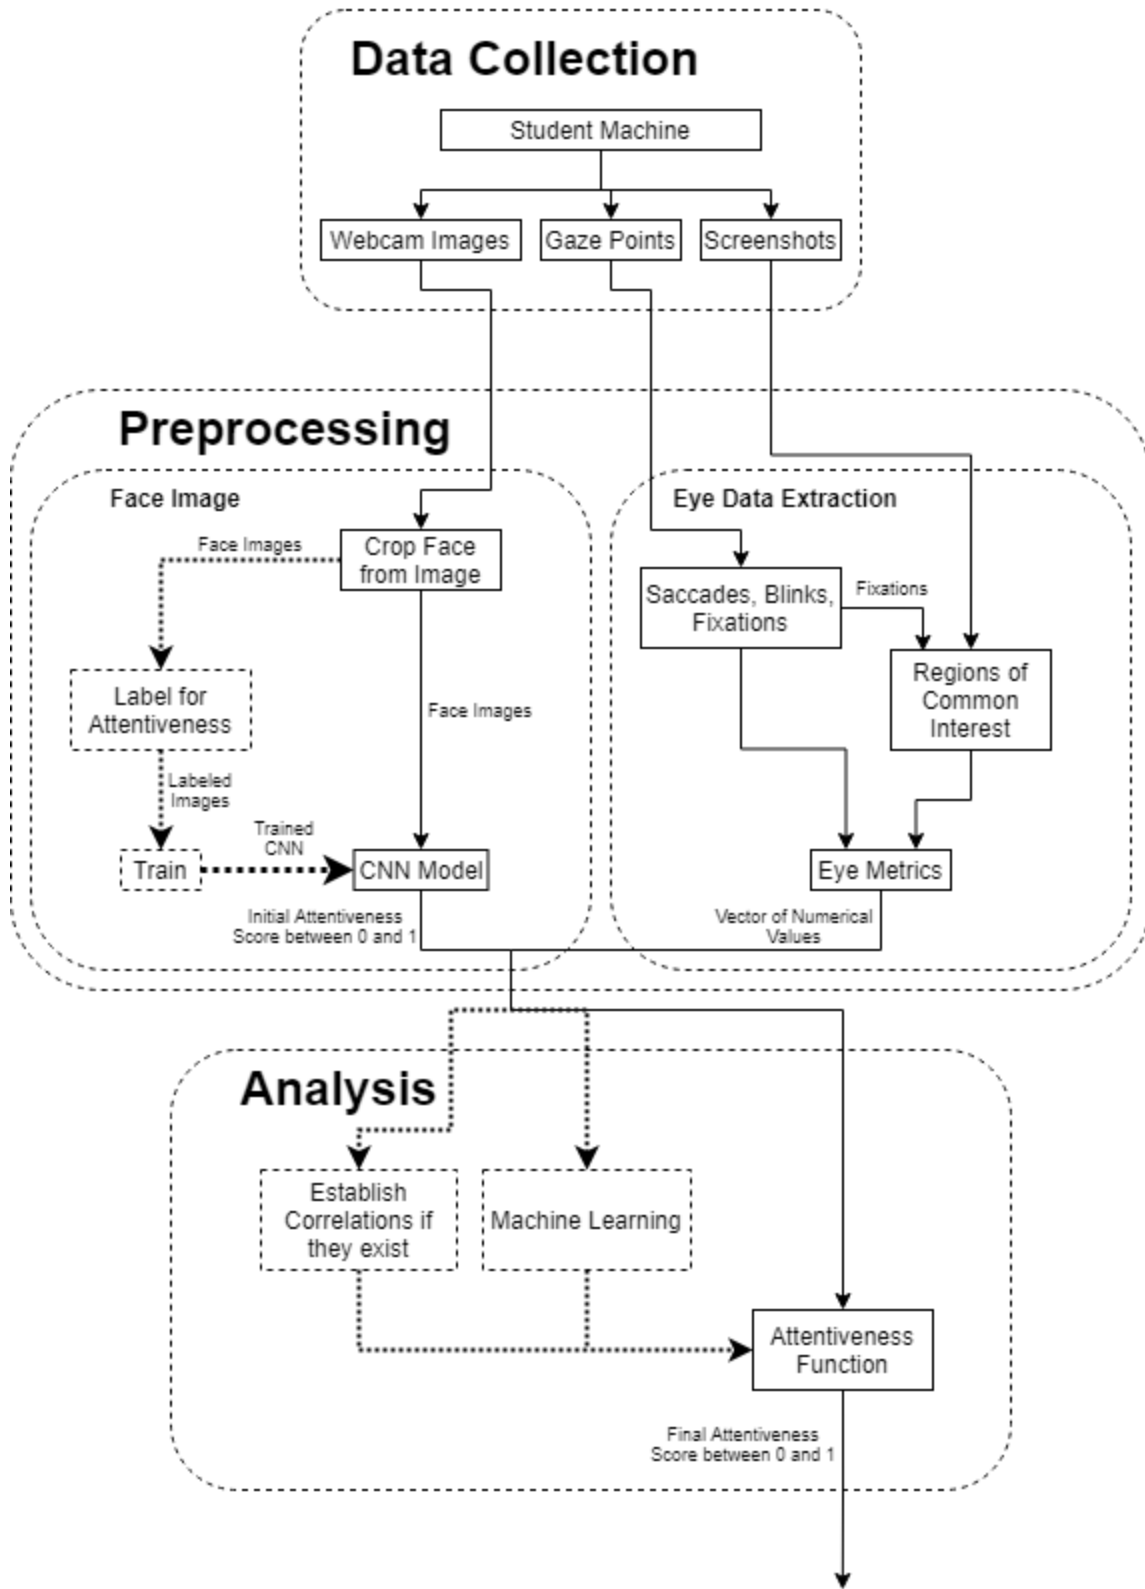 Data Collection
Student Machine
Webcam Images
Gaze Points
Screenshots
Preprocessing
Face Image
Eye Data Extraction
Face Images
Crop Face
from Image
Saccades, Blinks,
Fixations
Fixations
Label for
Attentiveness
Face Images
Regions of
Common
Interest
Labeled
Images
Trained
CNN
Train
CNN Model
Eye Metrics
Initial Attentiveness
Score between 0 and 1
Vector of Numerical
Values
Analysis
Establish
Correlations if
they exist
Machine Learning
Attentiveness
Function
Final Attentiveness
Score between 0 and 1